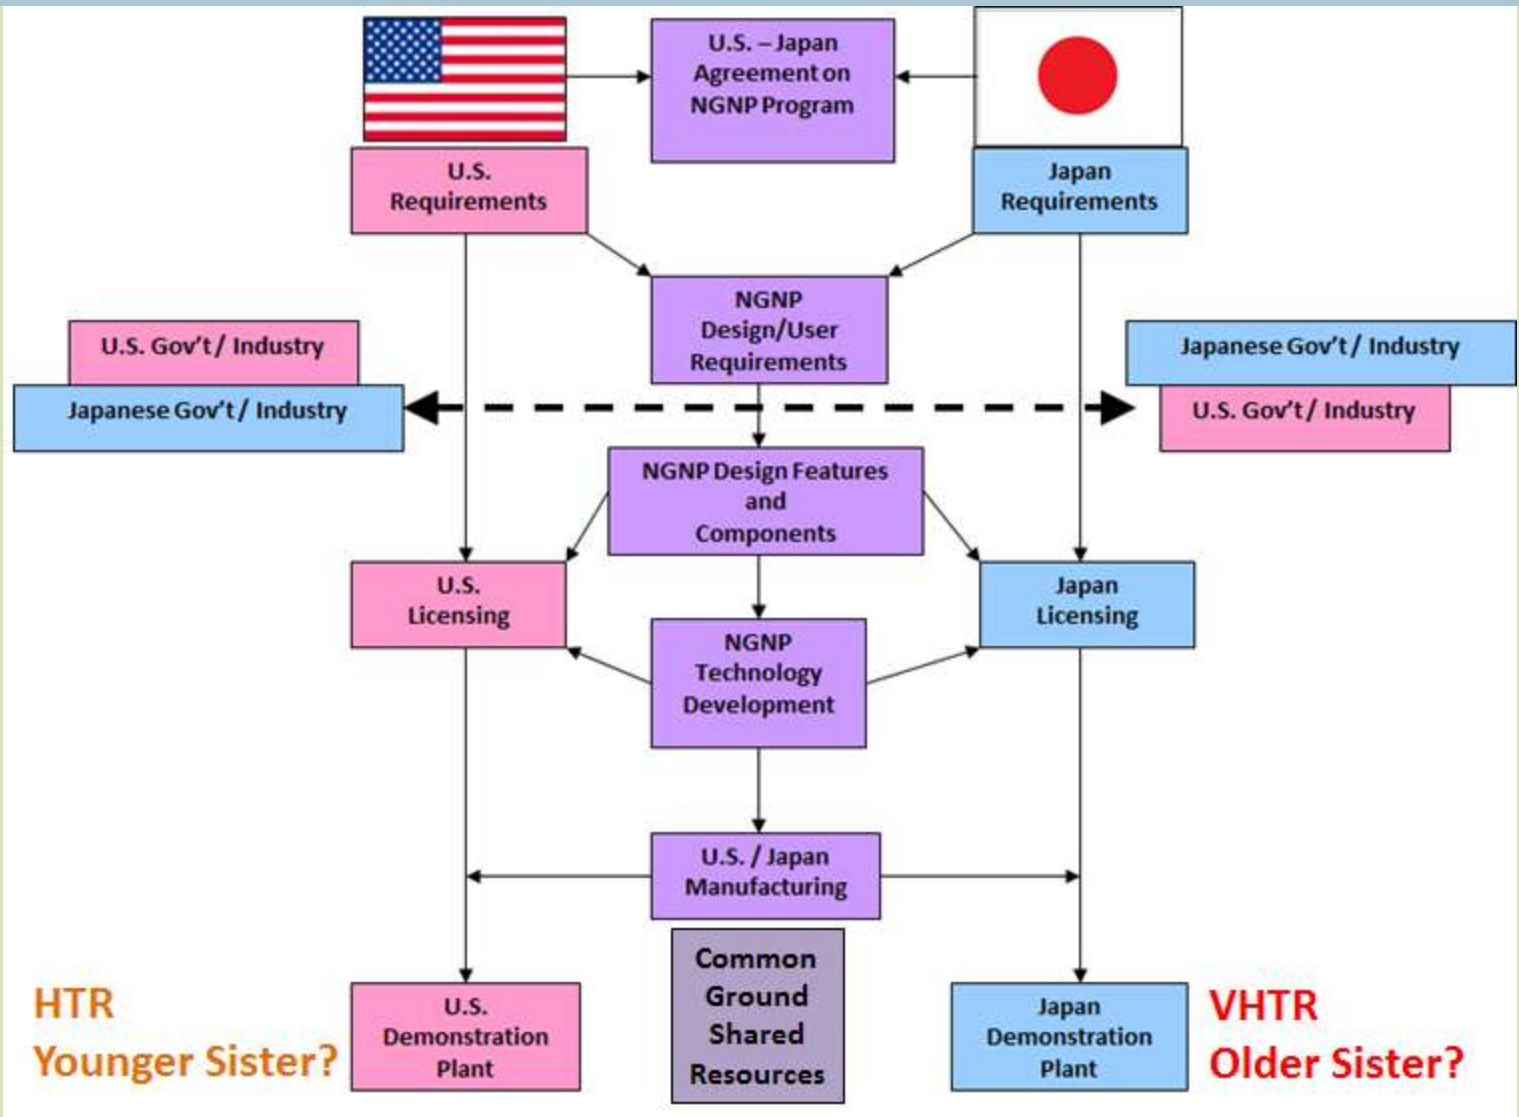 U.S. – Japan
Agreement on
NGNP Program
U.S.
Requirements
Japan
Requirements
NGNP
Design/User
Requirements
U.S. Gov't / Industry
Japanese Gov't / Industry
Japanese Gov't / Industry
U.S. Gov't / Industry
NGNP Design Features
and
Components
U.S.
Licensing
Japan
Licensing
NGNP
Technology
Development
U.S. / Japan
Manufacturing
Common
Ground
Shared
Resources
HTR
Younger Sister?
U.S.
Demonstration
Plant
Japan
Demonstration
Plant
VHTR
Older Sister?